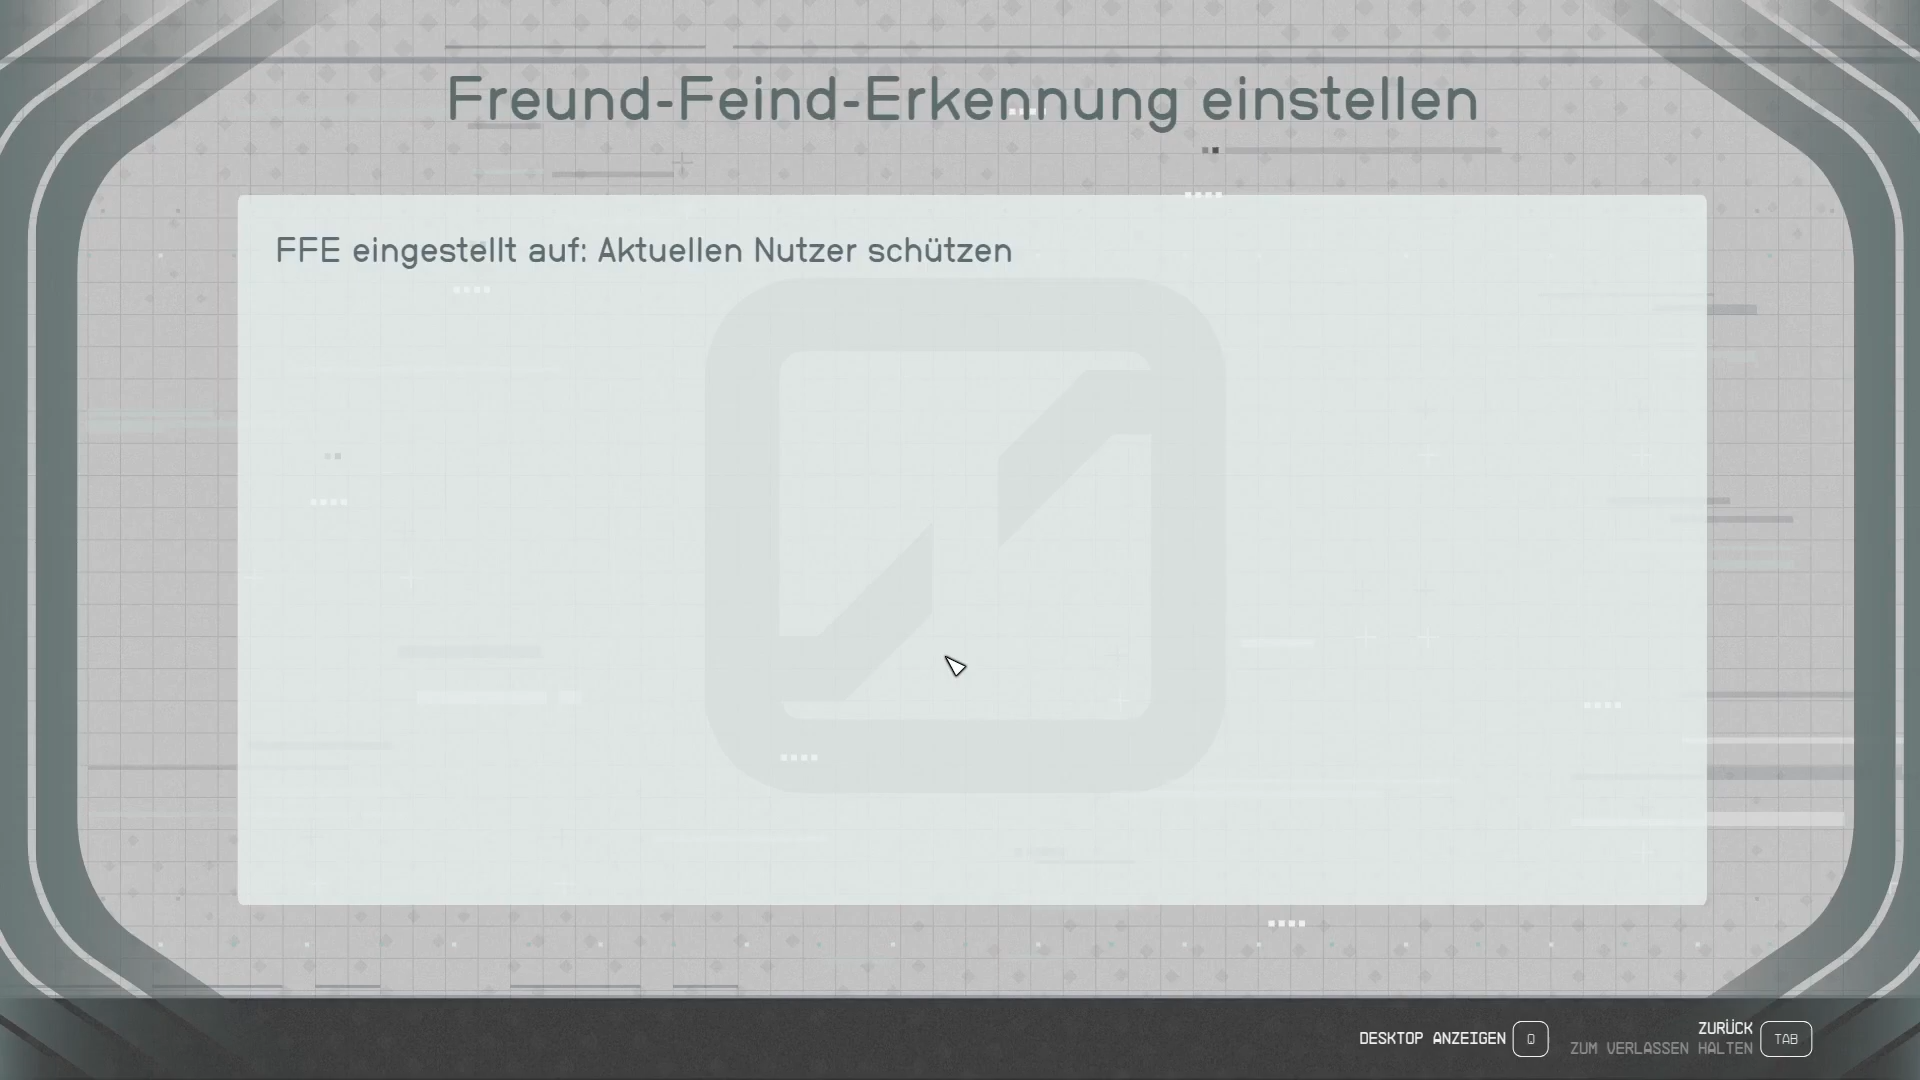 Freund-Feind-Erkennung einstellen
FFE eingestellt auf: Aktuellen Nutzer schützen
DESKTOP ANZEIGEN Q
ZURÜCK
ZUM VERLASSEN HALTEN TAB